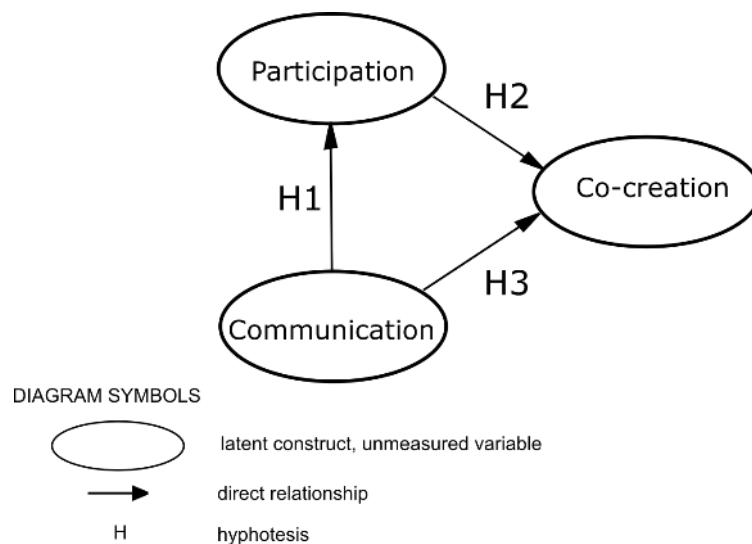 Participation
H2
Co-creation
H1
H3
Communication
DIAGRAM SYMBOLS
latent construct, unmeasured variable
direct relationship
H hyphotesis